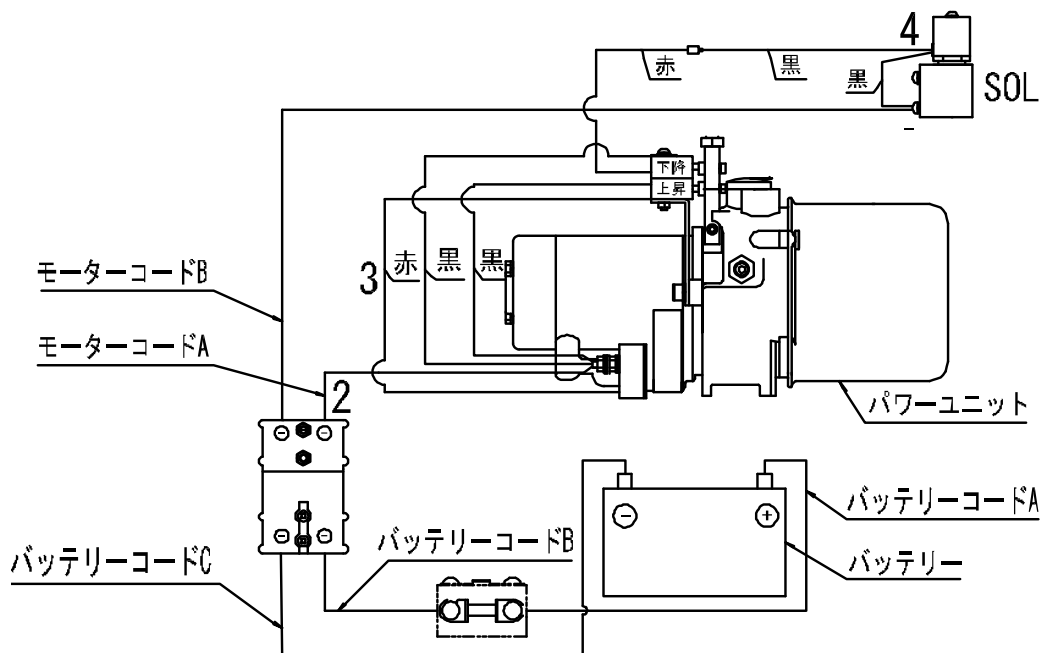 4
赤
黒
黒
SOL
下降
上昇
3
赤
黒
黒
モーターコードB
モーターコードA
2
パワーユニット
バッテリーコードA
バッテリーコードB
バッテリー
バッテリーコードC